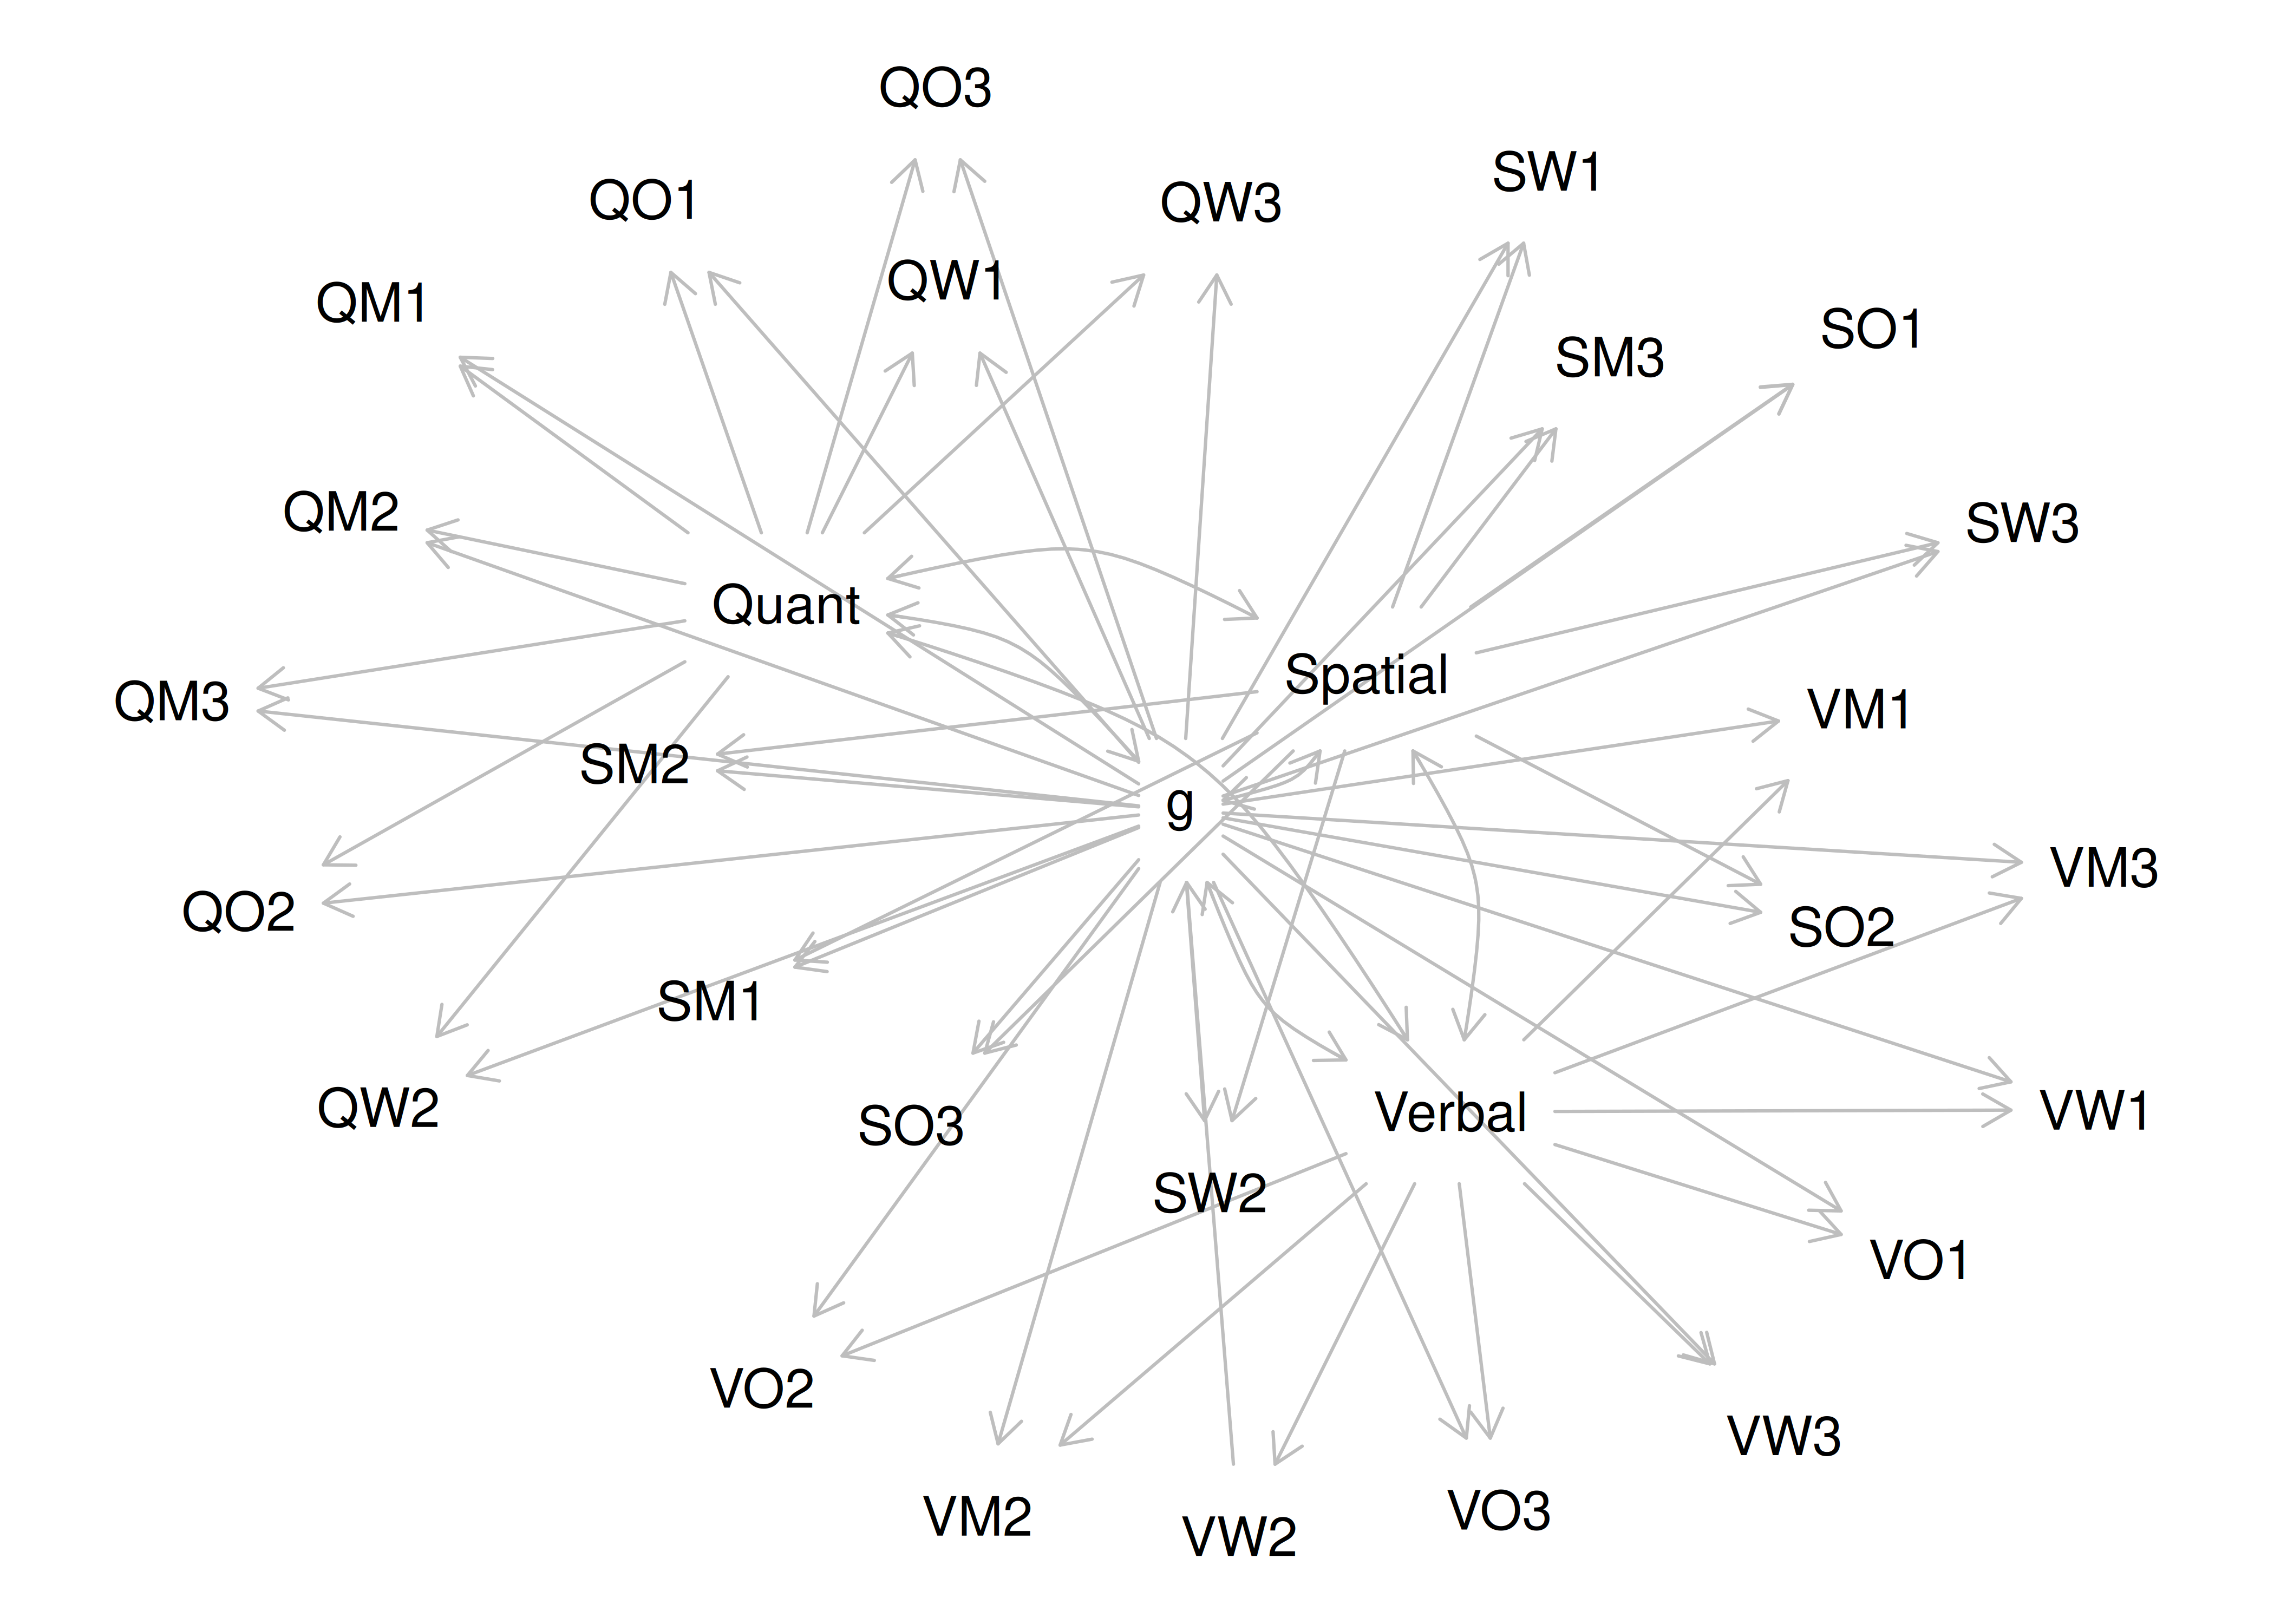 QO3
SW1
QO1
QW3
QW1
QM1
SO1
SM3
QM2
SW3
Quant
Spatial
QM3
VM1
SM2
g
VM3
QO2
SO2
SM1
QW2
VW1
SO3
Verbal
SW2
VO1
VO2
VW3
VM2
VW2
VO3